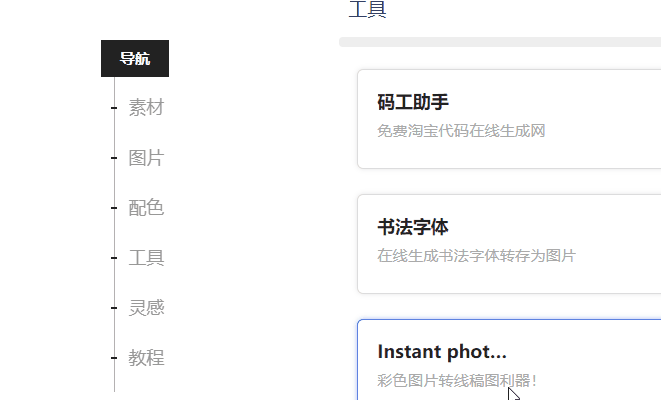 工具
导航
素材
图片
配色
工具
灵感
教程
码工助手
免费淘宝代码在线生成网
书法字体
在线生成书法字体转存为图片
Instant phot...
彩色图片转线稿图利器!